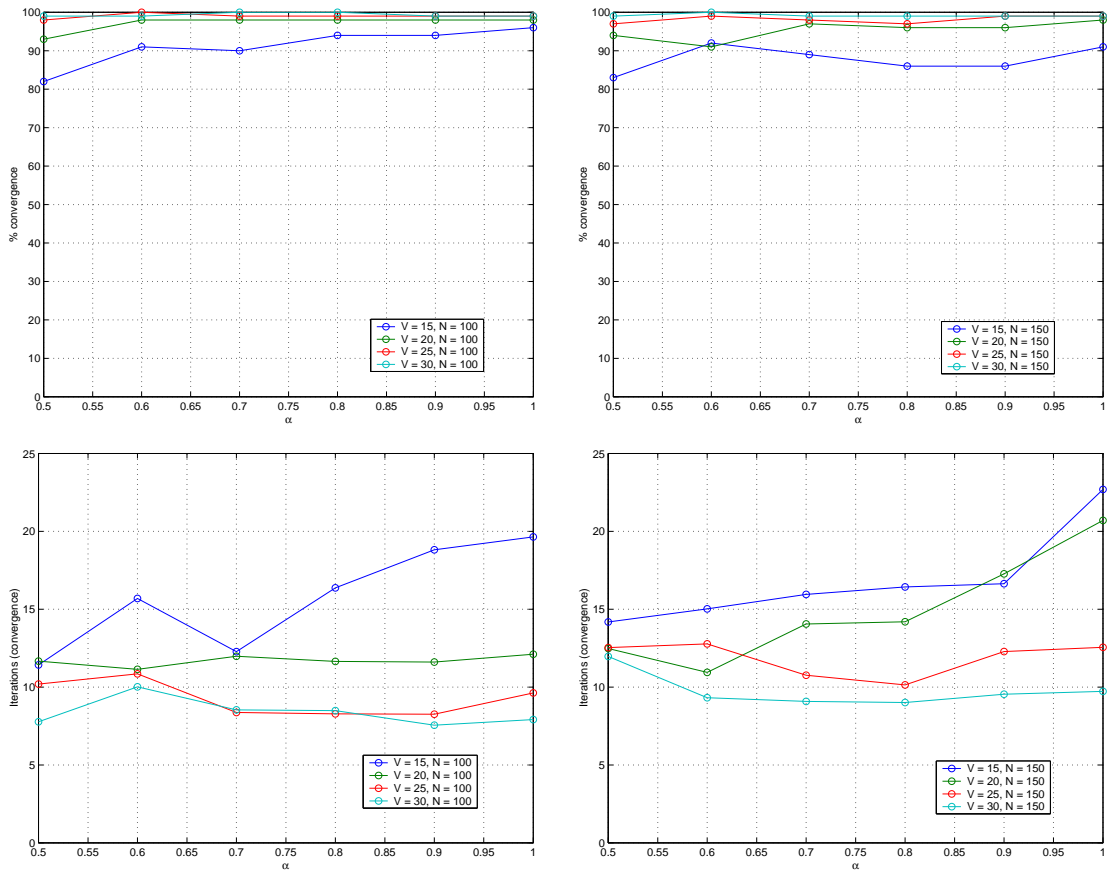 100
90
80
70
60
50
40
30
20
10
0
% convergence
0.5 0.55 0.6 0.65 0.7 0.75 0.8 0.85 0.9 0.95 1
α
V = 15, N = 100
V = 20, N = 100
V = 25, N = 100
V = 30, N = 100
100
90
80
70
60
50
40
30
20
10
0
% convergence
0.5 0.55 0.6 0.65 0.7 0.75 0.8 0.85 0.9 0.95 1
α
V = 15, N = 150
V = 20, N = 150
V = 25, N = 150
V = 30, N = 150
25
20
15
10
5
0
Iterations (convergence)
0.5 0.55 0.6 0.65 0.7 0.75 0.8 0.85 0.9 0.95 1
α
V = 15, N = 100
V = 20, N = 100
V = 25, N = 100
V = 30, N = 100
25
20
15
10
5
0
Iterations (convergence)
0.5 0.55 0.6 0.65 0.7 0.75 0.8 0.85 0.9 0.95 1
α
V = 15, N = 150
V = 20, N = 150
V = 25, N = 150
V = 30, N = 150